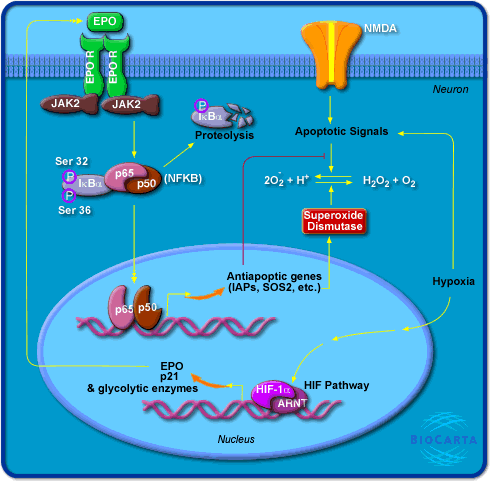 EPO
NMDA
EPO R
EPO R
JAK2
JAK2
Neuron
P
IκBα
Proteolysis
Apoptotic Signals
Ser 32
P
IκBα
p65
p50
(NFKB)
P
Ser 36
2O₂⁻ + H⁺
H₂O₂ + O₂
Superoxide
Dismutase
Antiapoptic genes
(IAPs, SOS2, etc.)
Hypoxia
p65
p50
EPO
p21
& glycolytic enzymes
HIF-1α
ARNT
HIF Pathway
Nucleus
BIOCARTA